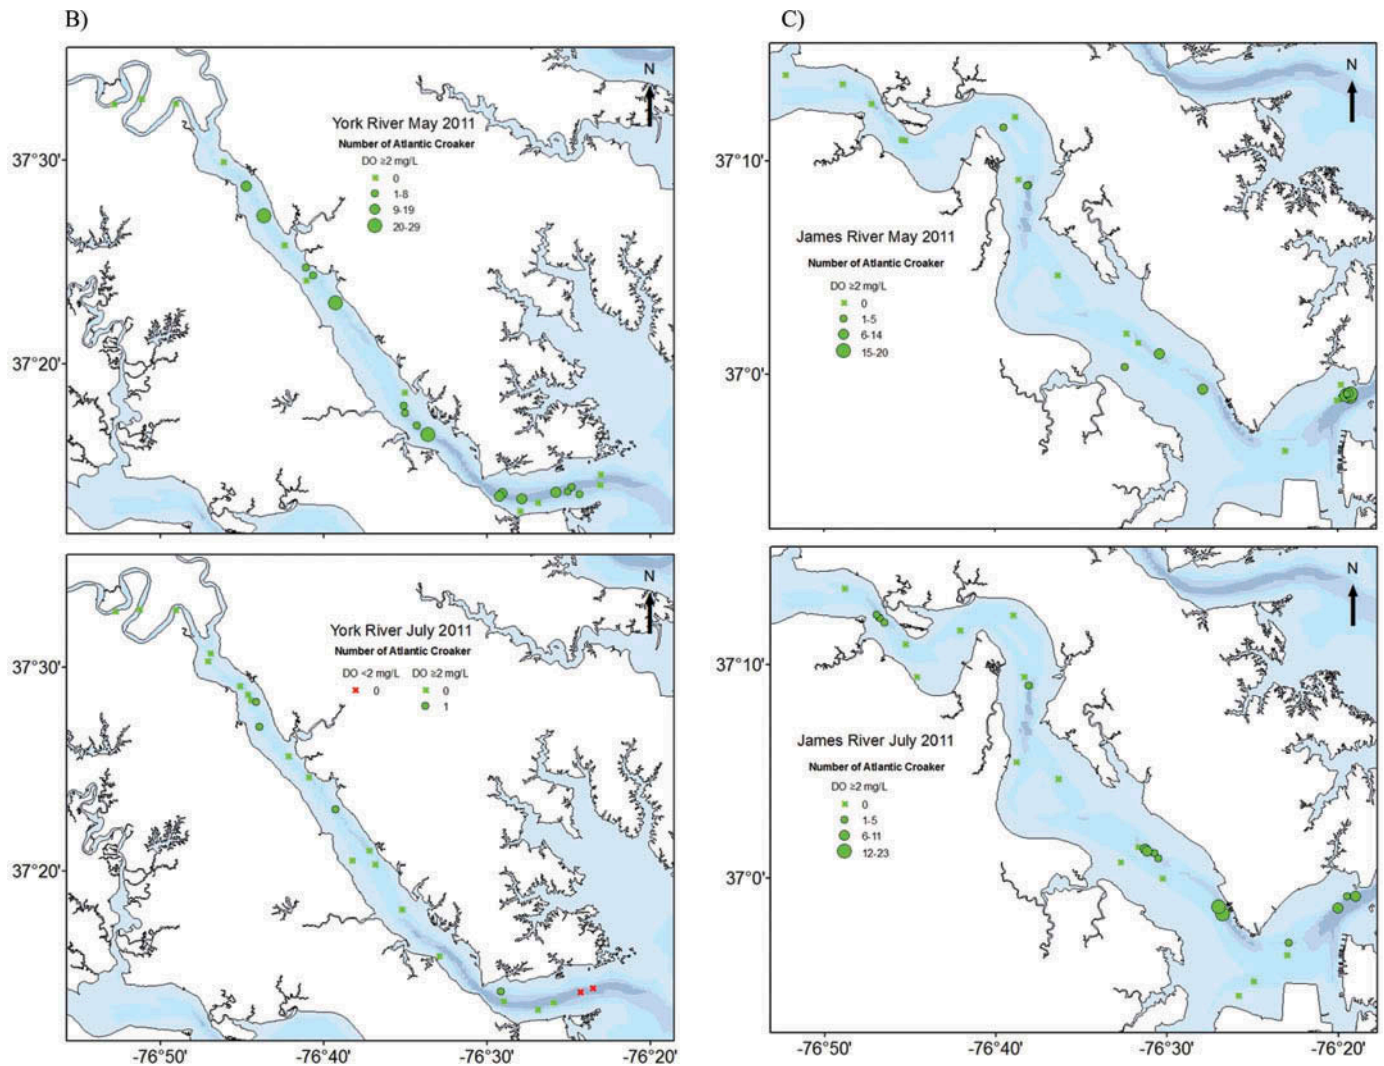 B)
N
York River May 2011
Number of Atlantic Croaker
DO ≥2 mg/L
0
1-8
9-19
20-29
37°30'
37°20'
N
York River July 2011
Number of Atlantic Croaker
DO <2 mg/L DO ≥2 mg/L
0 0
1
37°30'
37°20'
-76°50' -76°40' -76°30' -76°20'
C)
N
37°10'
James River May 2011
Number of Atlantic Croaker
DO ≥2 mg/L
0
1-5
6-14
15-20
37°0'
N
37°10'
James River July 2011
Number of Atlantic Croaker
DO ≥2 mg/L
0
1-5
6-11
12-23
37°0'
-76°50' -76°40' -76°30' -76°20'